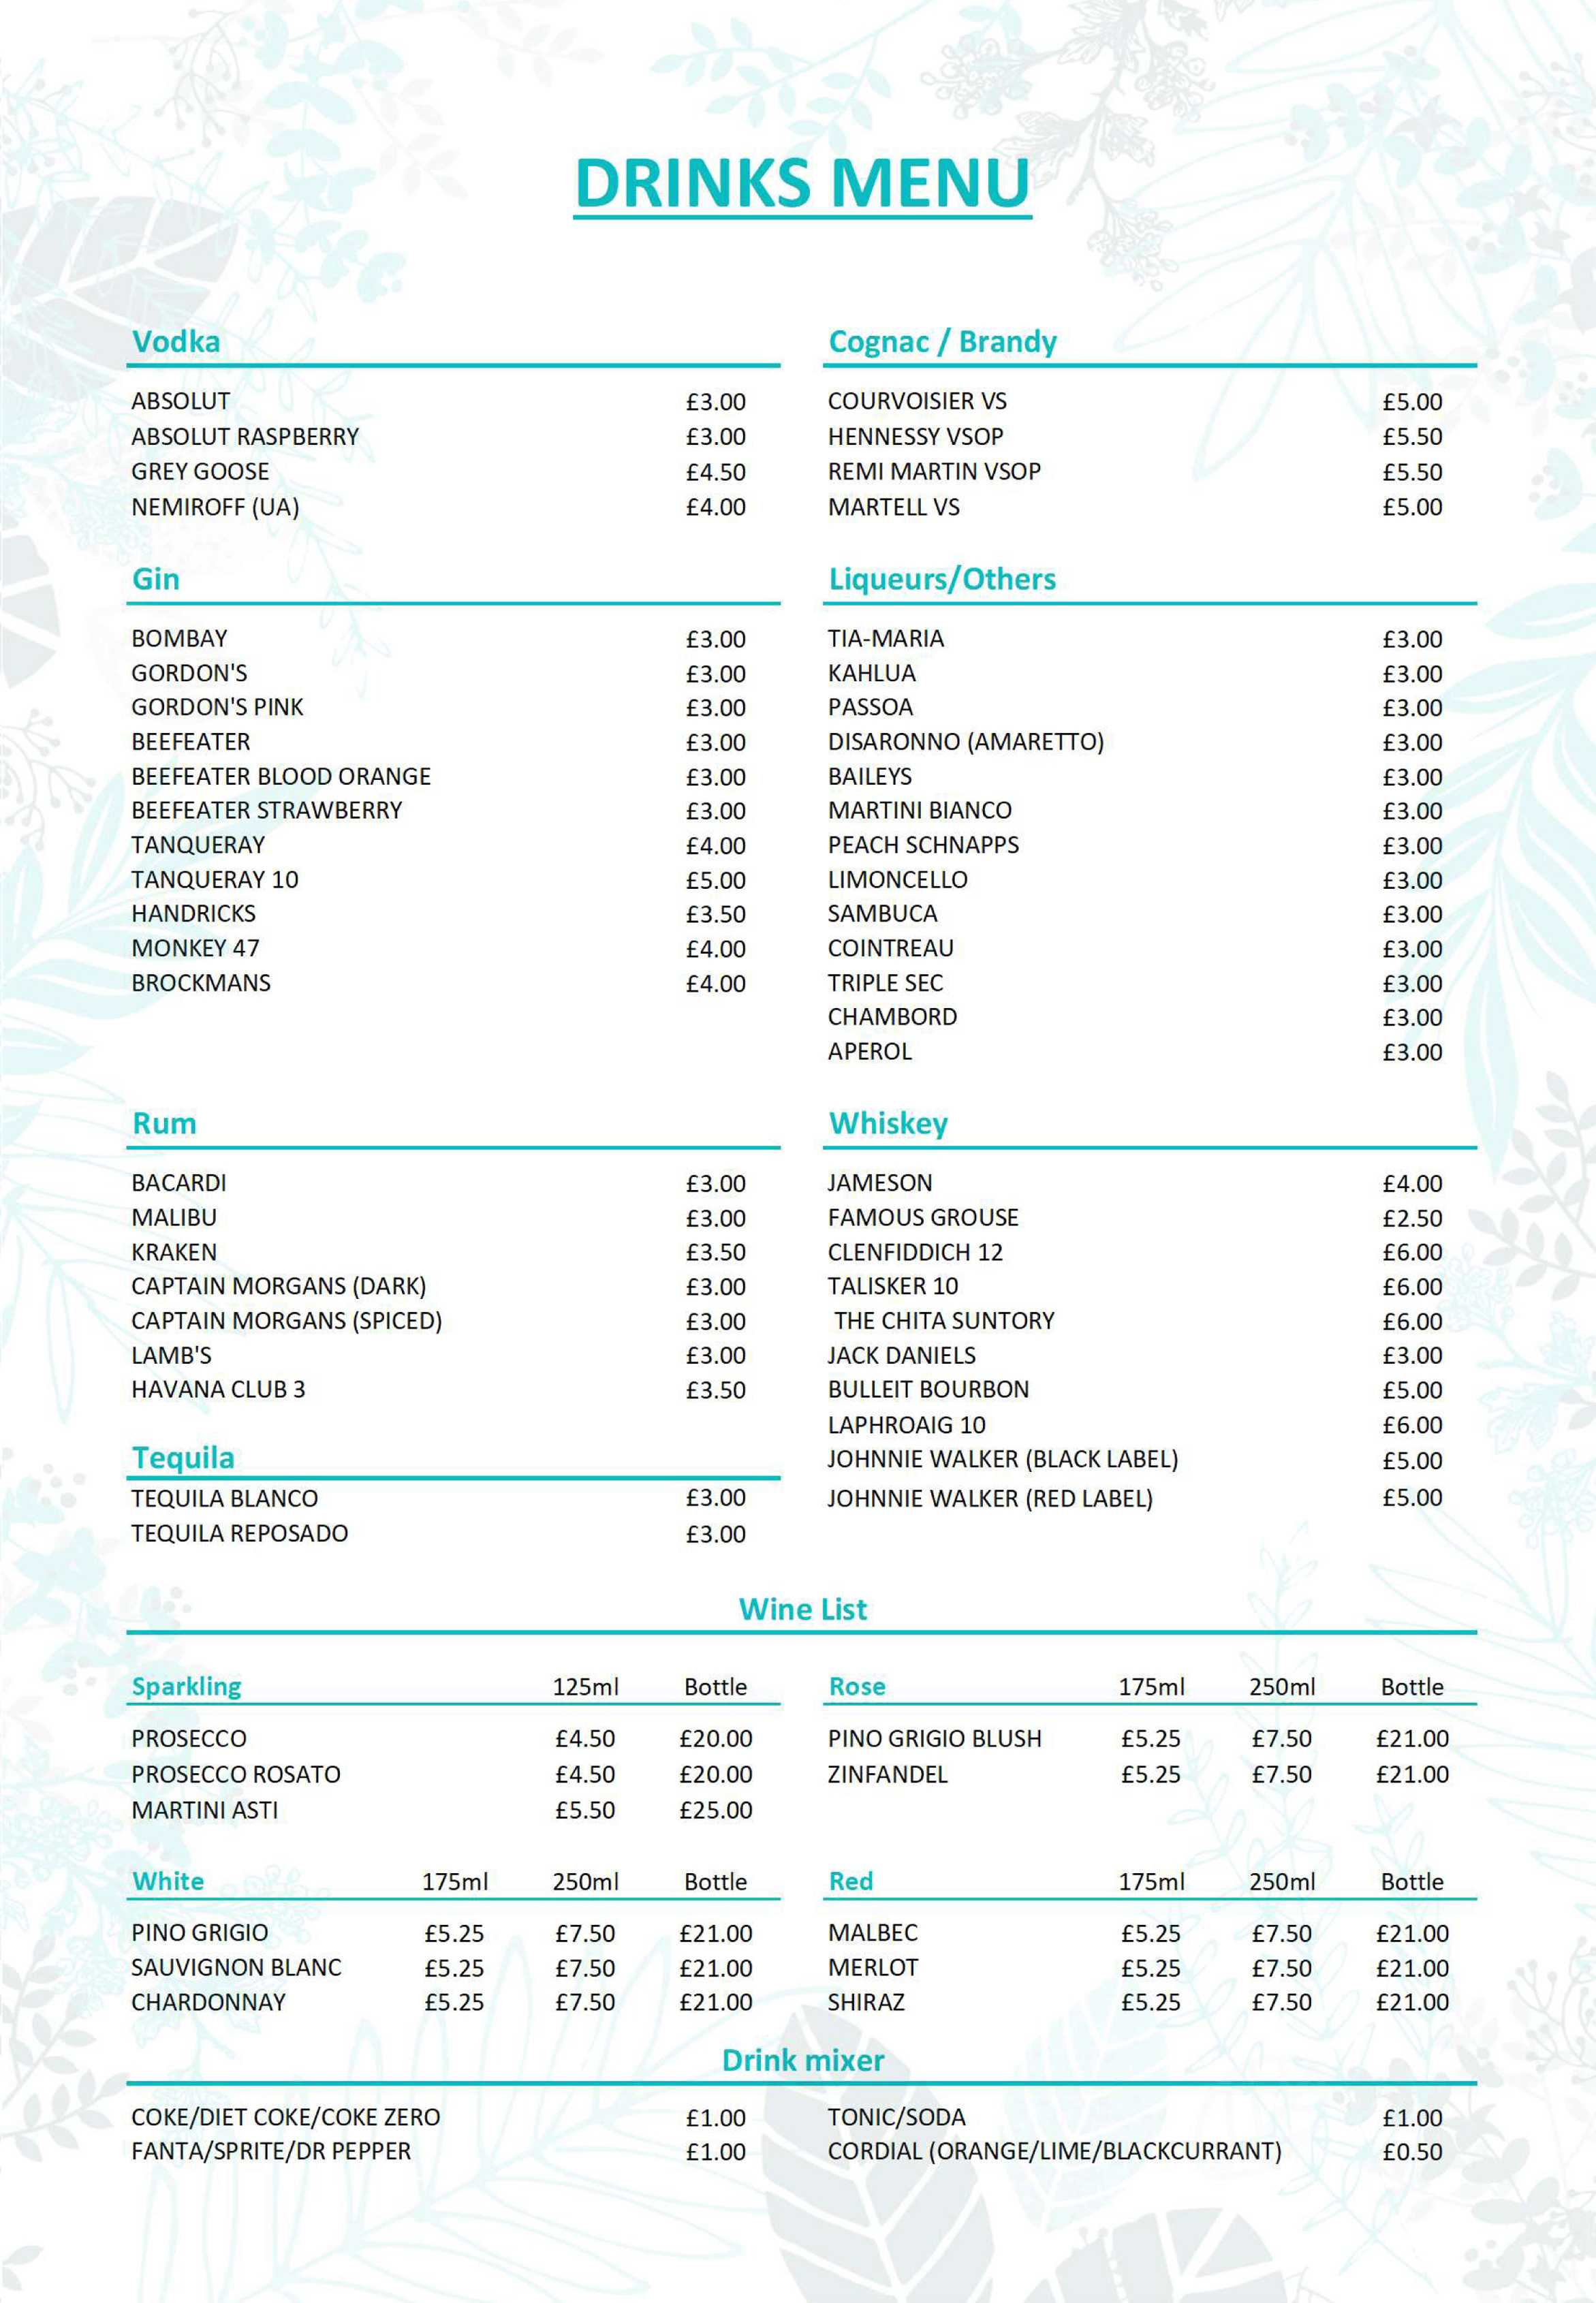 DRINKS MENU
Vodka
ABSOLUT £3.00
ABSOLUT RASPBERRY £3.00
GREY GOOSE £4.50
NEMIROFF (UA) £4.00
Cognac / Brandy
COURVOISIER VS £5.00
HENNESSY VSOP £5.50
REMI MARTIN VSOP £5.50
MARTELL VS £5.00
Gin
BOMBAY £3.00
GORDON'S £3.00
GORDON'S PINK £3.00
BEEFEATER £3.00
BEEFEATER BLOOD ORANGE £3.00
BEEFEATER STRAWBERRY £3.00
TANQUERAY £4.00
TANQUERAY 10 £5.00
HANDRICKS £3.50
MONKEY 47 £4.00
BROCKMANS £4.00
Liqueurs/Others
TIA-MARIA £3.00
KAHLUA £3.00
PASSOA £3.00
DISARONNO (AMARETTO) £3.00
BAILEYS £3.00
MARTINI BIANCO £3.00
PEACH SCHNAPPS £3.00
LIMONCELLO £3.00
SAMBUCA £3.00
COINTREAU £3.00
TRIPLE SEC £3.00
CHAMBORD £3.00
APEROL £3.00
Rum
BACARDI £3.00
MALIBU £3.00
KRAKEN £3.50
CAPTAIN MORGANS (DARK) £3.00
CAPTAIN MORGANS (SPICED) £3.00
LAMB'S £3.00
HAVANA CLUB 3 £3.50
Tequila
TEQUILA BLANCO £3.00
TEQUILA REPOSADO £3.00
Whiskey
JAMESON £4.00
FAMOUS GROUSE £2.50
CLENFIDDICH 12 £6.00
TALISKER 10 £6.00
THE CHITA SUNTORY £6.00
JACK DANIELS £3.00
BULLEIT BOURBON £5.00
LAPHROAIG 10 £6.00
JOHNNIE WALKER (BLACK LABEL) £5.00
JOHNNIE WALKER (RED LABEL) £5.00
Wine List
Sparkling 125ml Bottle
PROSECCO £4.50 £20.00
PROSECCO ROSATO £4.50 £20.00
MARTINI ASTI £5.50 £25.00
Rose 175ml 250ml Bottle
PINO GRIGIO BLUSH £5.25 £7.50 £21.00
ZINFANDEL £5.25 £7.50 £21.00
White 175ml 250ml Bottle
PINO GRIGIO £5.25 £7.50 £21.00
SAUVIGNON BLANC £5.25 £7.50 £21.00
CHARDONNAY £5.25 £7.50 £21.00
Red 175ml 250ml Bottle
MALBEC £5.25 £7.50 £21.00
MERLOT £5.25 £7.50 £21.00
SHIRAZ £5.25 £7.50 £21.00
Drink mixer
COKE/DIET COKE/COKE ZERO £1.00
FANTA/SPRITE/DR PEPPER £1.00
TONIC/SODA £1.00
CORDIAL (ORANGE/LIME/BLACKCURRANT) £0.50